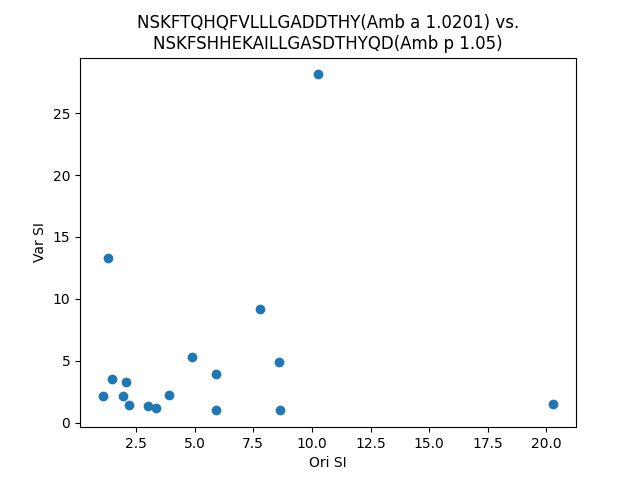 NSKFTQHQFVLLLGADDTHY(Amb a 1.0201) vs.
NSKFSHHEKAILLGASDTHYQD(Amb p 1.05)
25
20
15
10
5
0
Var SI
2.5 5.0 7.5 10.0 12.5 15.0 17.5 20.0
Ori SI